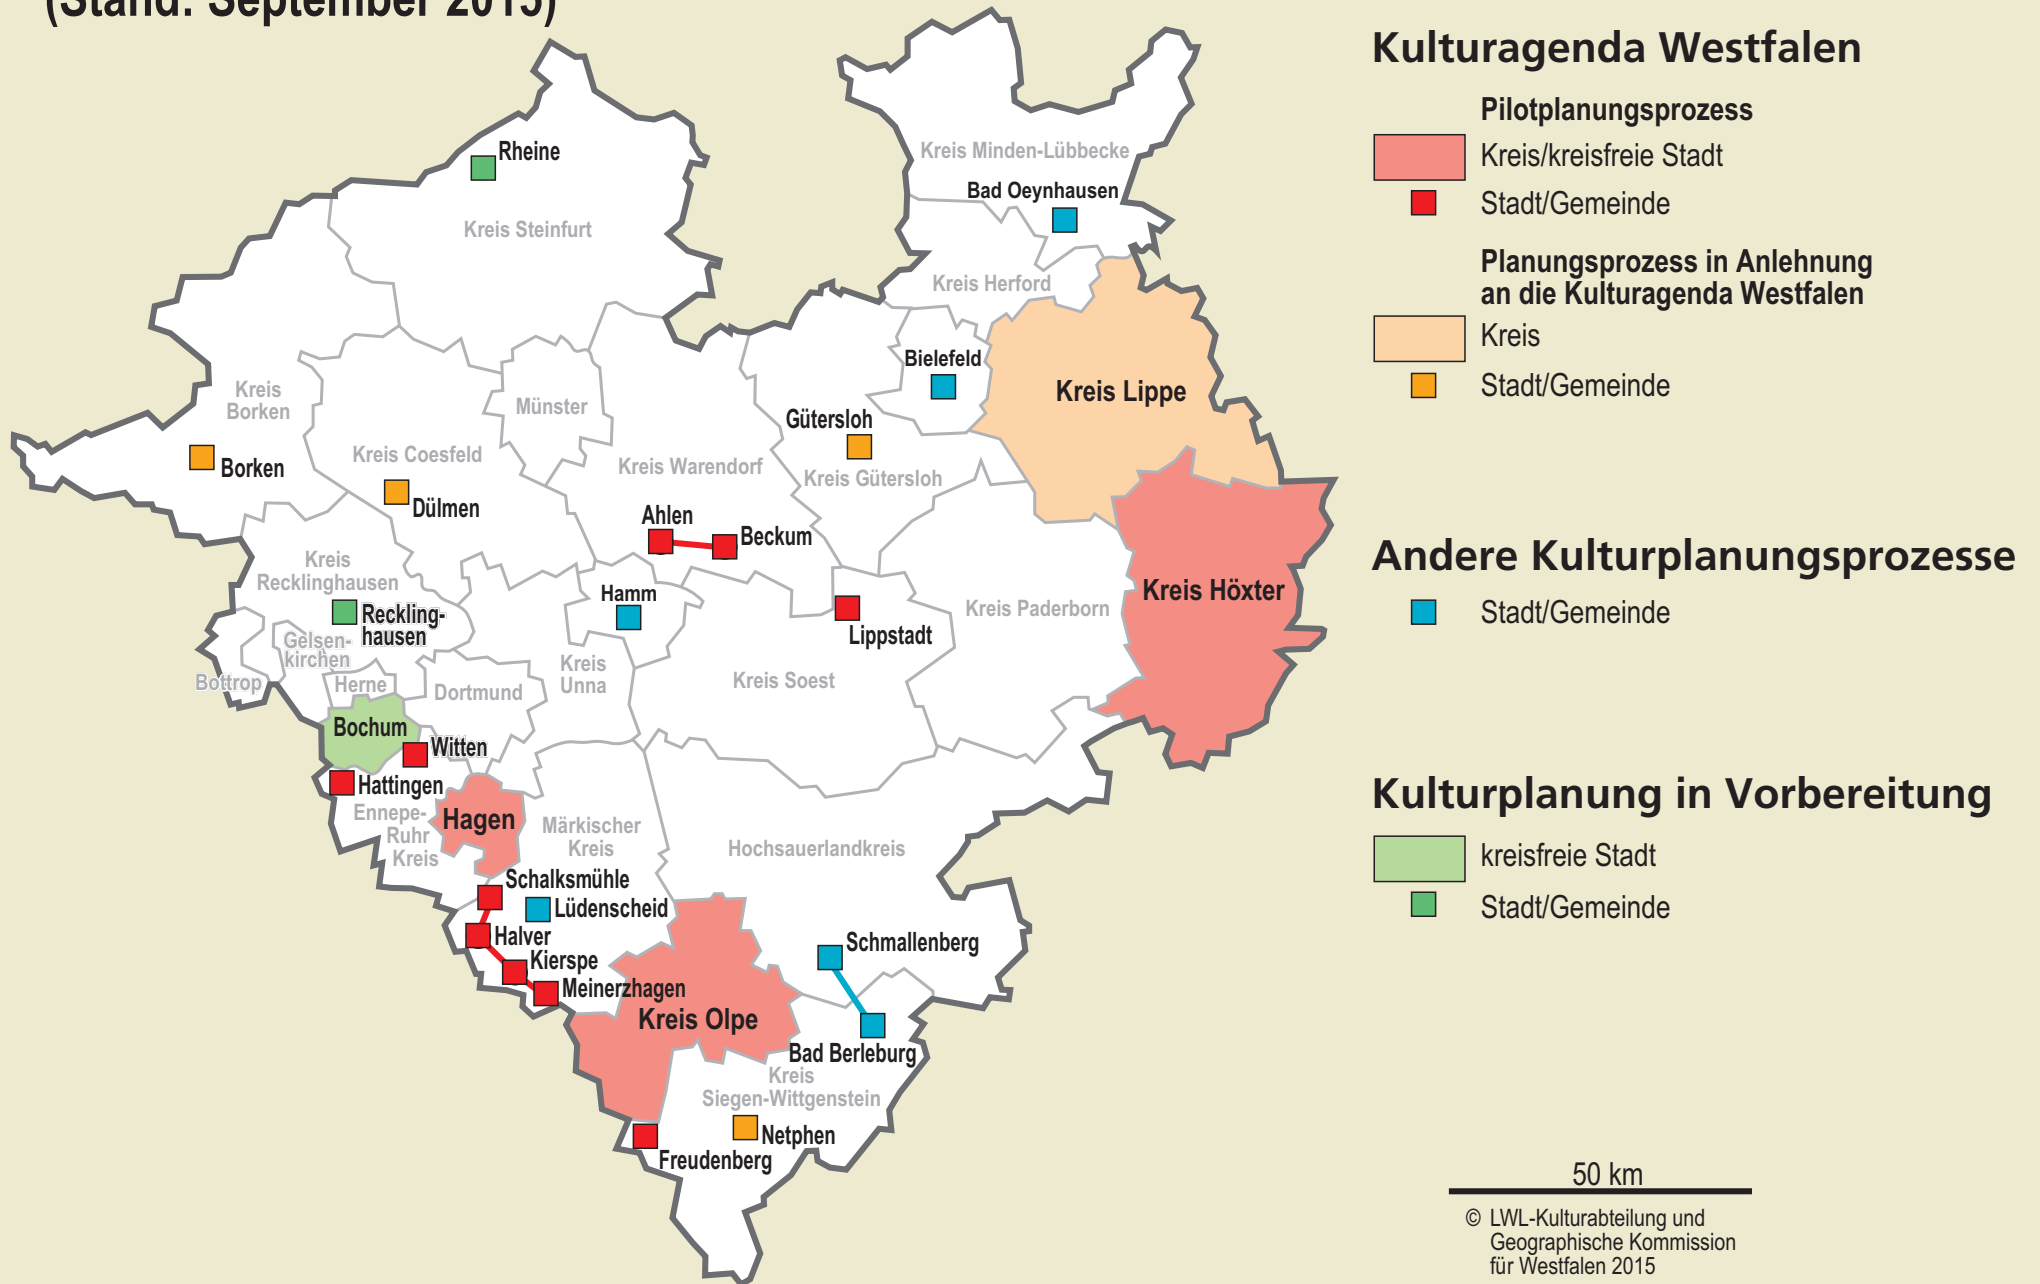 (Stand: September 2015)
Kulturagenda Westfalen
Pilotplanungsprozess
Kreis/kreisfreie Stadt
Stadt/Gemeinde
Planungsprozess in Anlehnung
an die Kulturagenda Westfalen
Kreis
Stadt/Gemeinde
Andere Kulturplanungsprozesse
Stadt/Gemeinde
Kulturplanung in Vorbereitung
kreisfreie Stadt
Stadt/Gemeinde
50 km
© LWL-Kulturabteilung und
Geographische Kommission
für Westfalen 2015
Rheine
Kreis Steinfurt
Kreis Minden-Lübbecke
Bad Oeynhausen
Kreis Herford
Bielefeld
Kreis Lippe
Gütersloh
Kreis Gütersloh
Kreis
Borken
Borken
Münster
Kreis Coesfeld
Dülmen
Kreis Warendorf
Ahlen
Beckum
Kreis
Recklinghausen
Reckling-
hausen
Gelsen-
kirchen
Bottrop
Herne
Dortmund
Hamm
Kreis
Unna
Lippstadt
Kreis Soest
Kreis Paderborn
Kreis Höxter
Bochum
Witten
Hattingen
Ennepe-
Ruhr
Kreis
Hagen
Märkischer
Kreis
Hochsauerlandkreis
Schalksmühle
Lüdenscheid
Halver
Kierspe
Meinerzhagen
Kreis Olpe
Schmallenberg
Bad Berleburg
Kreis
Siegen-Wittgenstein
Netphen
Freudenberg